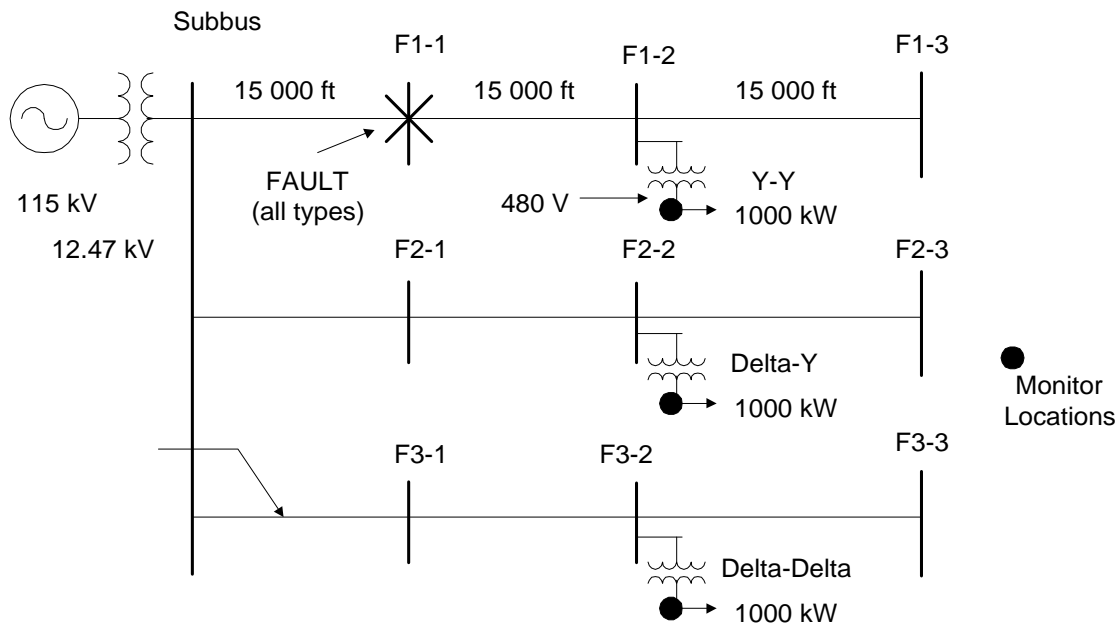 Subbus
F1-1
F1-2
F1-3
15 000 ft
15 000 ft
15 000 ft
FAULT
(all types)
115 kV
12.47 kV
480 V
Y-Y
1000 kW
F2-1
F2-2
F2-3
Delta-Y
1000 kW
Monitor
Locations
F3-1
F3-2
F3-3
Delta-Delta
1000 kW